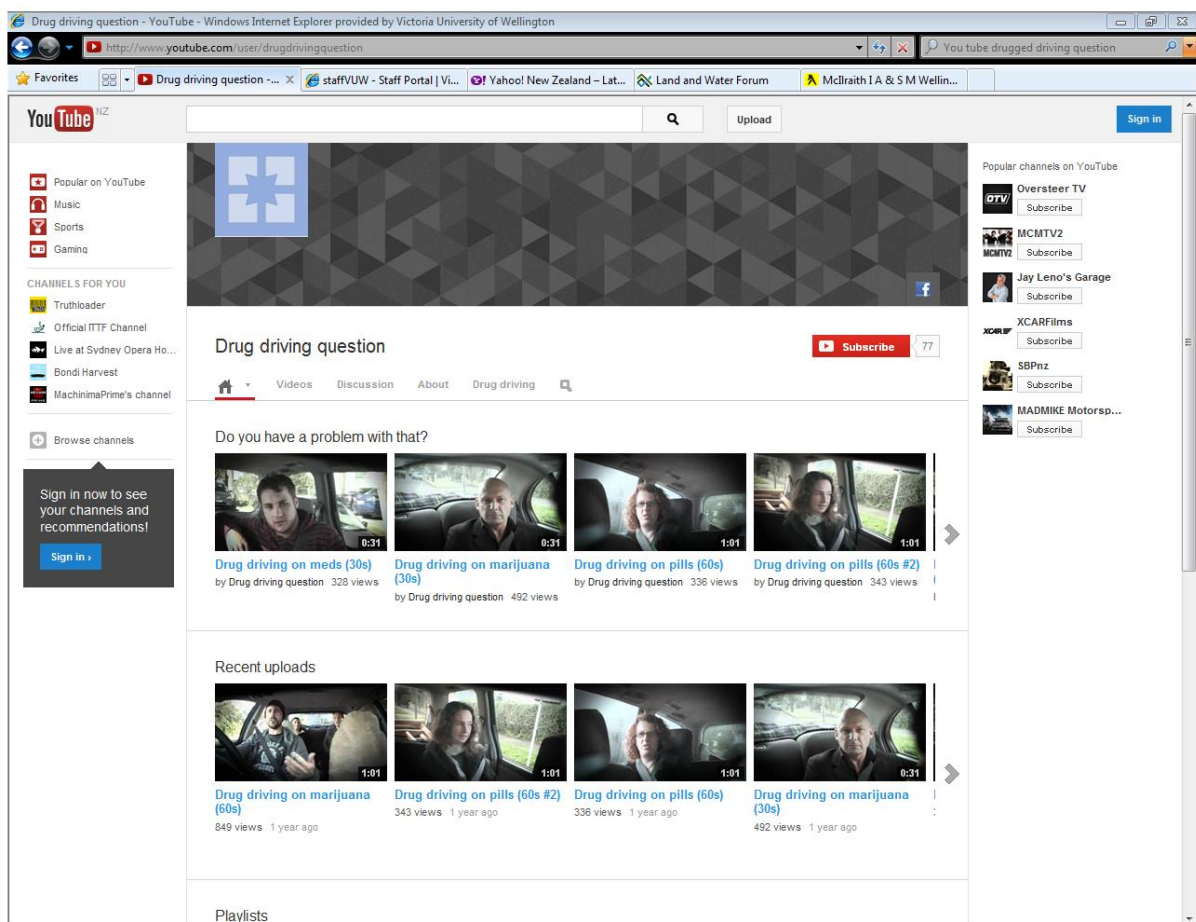 Drug driving question - YouTube - Windows Internet Explorer provided by Victoria University of Wellington
http://www.youtube.com/user/drugdrivingquestion
You tube drugged driving question
Favorites
Drug driving question -...
staffVUW - Staff Portal | Vi...
Yahoo! New Zealand – Lat...
Land and Water Forum
McIlraith I A & S M Wellin...
YouTube NZ
Upload
Sign in
Popular on YouTube
Music
Sports
Gaming
CHANNELS FOR YOU
Truthloader
Official ITTF Channel
Live at Sydney Opera Ho...
Bondi Harvest
MachinimaPrime's channel
Browse channels
Sign in now to see
your channels and
recommendations!
Sign in ›
Drug driving question
Subscribe 77
Videos Discussion About Drug driving
Do you have a problem with that?
0:31
Drug driving on meds (30s)
by Drug driving question 328 views
0:31
Drug driving on marijuana
(30s)
by Drug driving question 492 views
1:01
Drug driving on pills (60s)
by Drug driving question 336 views
1:01
Drug driving on pills (60s #2)
by Drug driving question 343 views
Recent uploads
1:01
Drug driving on marijuana
(60s)
849 views 1 year ago
1:01
Drug driving on pills (60s #2)
343 views 1 year ago
1:01
Drug driving on pills (60s)
336 views 1 year ago
0:31
Drug driving on marijuana
(30s)
492 views 1 year ago
Playlists
Popular channels on YouTube
OTV
Oversteer TV
Subscribe
MCMTV2
MCMTV2
Subscribe
Jay Leno's Garage
Subscribe
XCAR
XCARFilms
Subscribe
SBPnz
Subscribe
MADMIKE Motorsp...
Subscribe